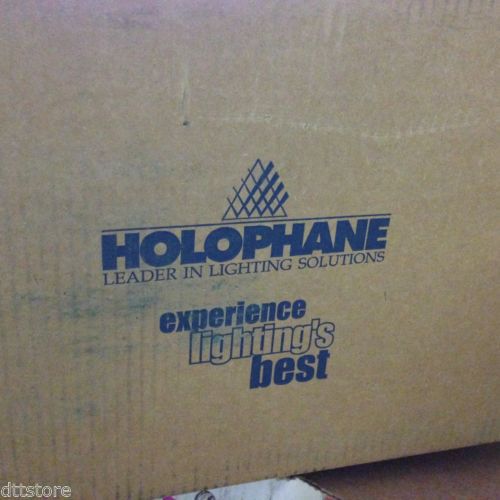 HOLOPHANE
LEADER IN LIGHTING SOLUTIONS
experience
lighting's
best
dttstore